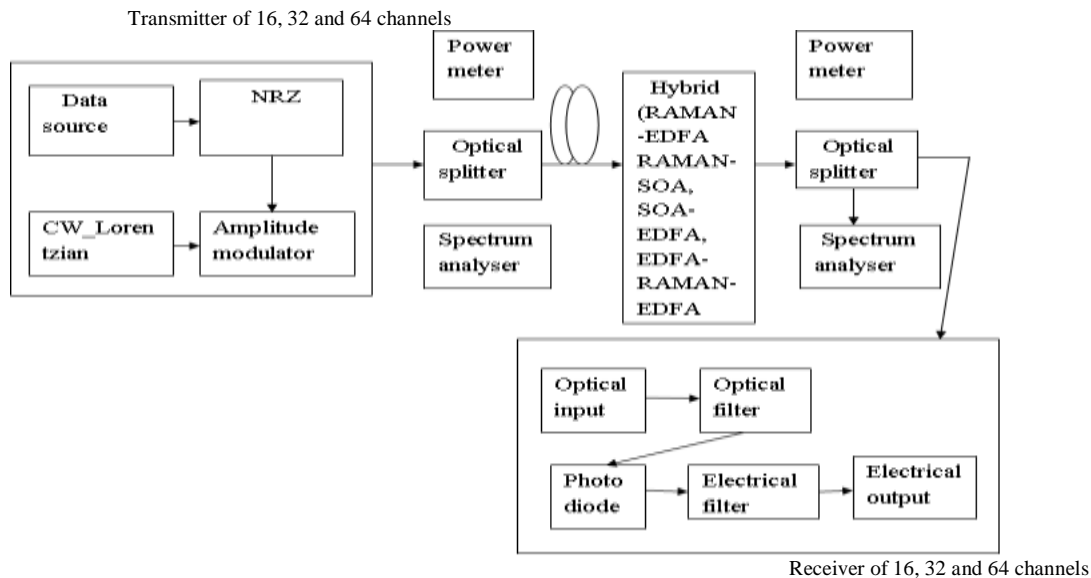 Transmitter of 16, 32 and 64 channels
Data
source
NRZ
CW_Loren
tzian
Amplitude
modulator
Power
meter
Optical
splitter
Spectrum
analyser
Hybrid
(RAMAN
-EDFA
RAMAN-
SOA,
SOA-
EDFA,
EDFA-
RAMAN-
EDFA
Power
meter
Optical
splitter
Spectrum
analyser
Optical
input
Optical
filter
Photo
diode
Electrical
filter
Electrical
output
Receiver of 16, 32 and 64 channels